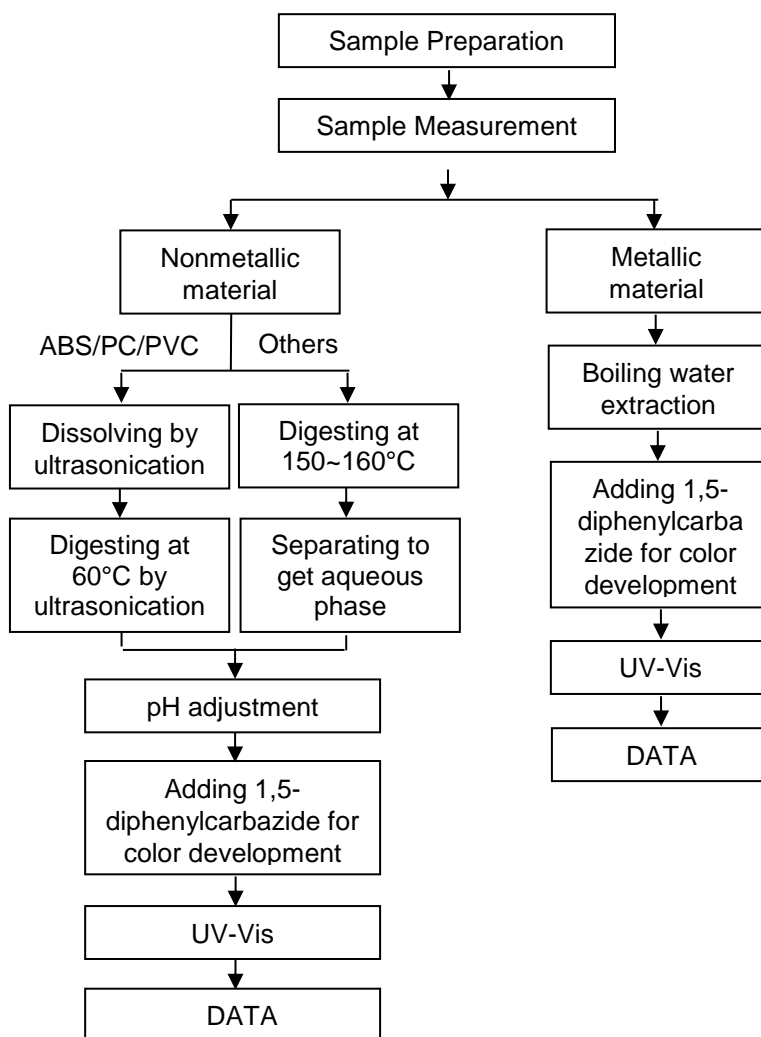 Sample Preparation
Sample Measurement
Nonmetallic
material
ABS/PC/PVC
Others
Dissolving by
ultrasonication
Digesting at
150~160°C
Digesting at
60°C by
ultrasonication
Separating to
get aqueous
phase
pH adjustment
Adding 1,5-
diphenylcarbazide for
color development
UV-Vis
DATA
Metallic
material
Boiling water
extraction
Adding 1,5-
diphenylcarba
zide for color
development
UV-Vis
DATA